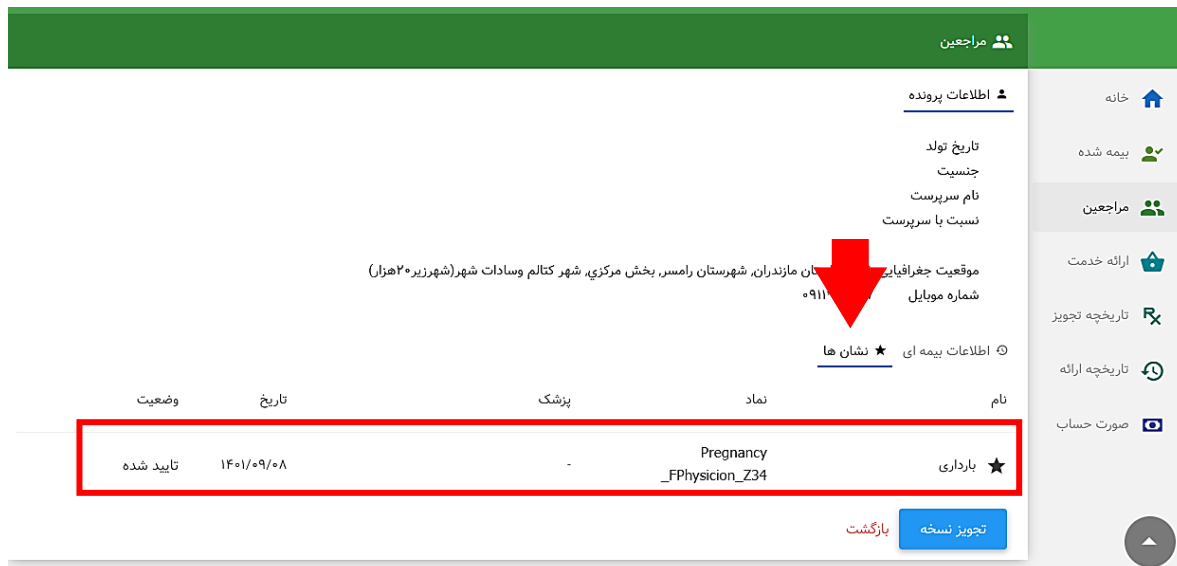 مراجعین
خانه
بیمه شده
مراجعین
ارائه خدمت
تاریخچه تجویز
تاریخچه ارائه
صورت حساب
اطلاعات پرونده
تاریخ تولد
جنسیت
نام سرپرست
نسبت با سرپرست
موقعیت جغرافیایی مازندران, شهرستان رامسر, بخش مرکزي, شهر کتالم وسادات شهر(شهرزیر۲۰هزار)
شماره موبایل
اطلاعات بیمه ای نشان ها
نام نماد پزشک تاریخ وضعیت
بارداری Pregnancy - ۱۴۰۱/۰۹/۰۸ تایید شده
_FPhysicion_Z34
تجویز نسخه بازگشت